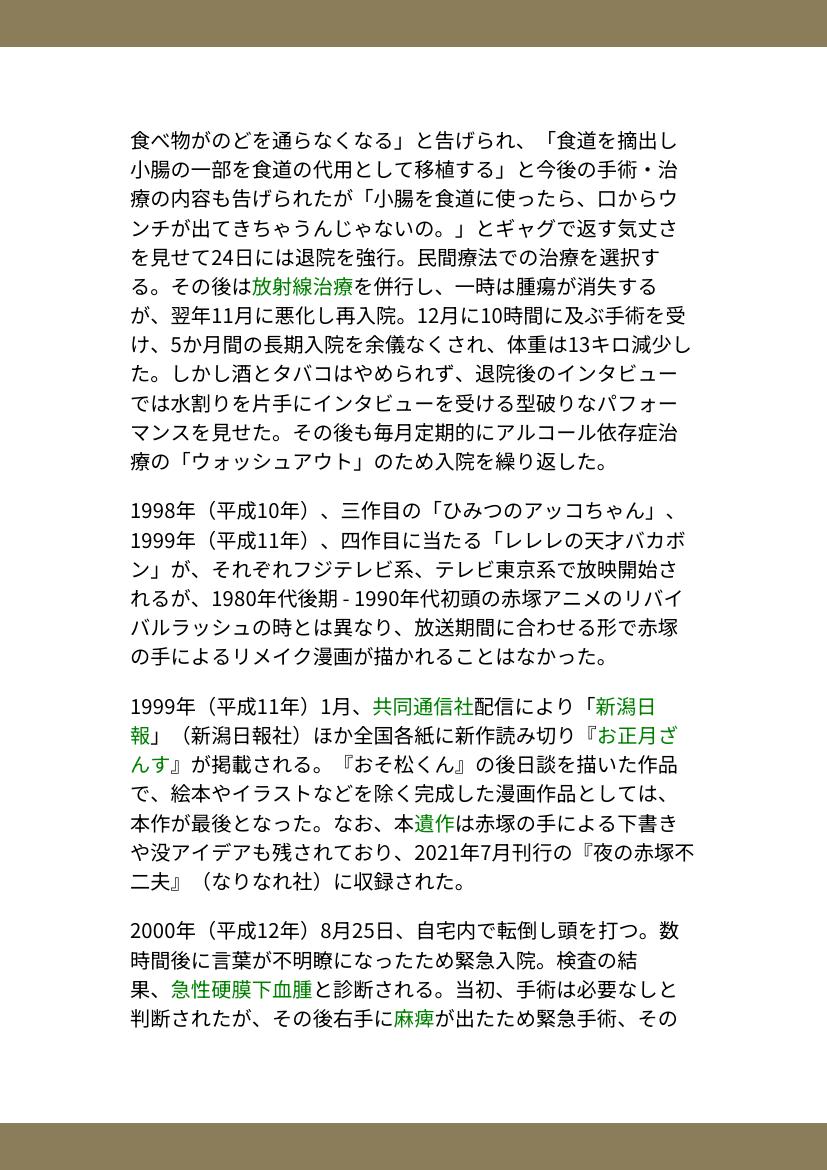 食べ物がのどを通らなくなる」と告げられ、「食道を摘出し
小腸の一部を食道の代用として移植する」と今後の手術・治
療の内容も告げられたが「小腸を食道に使ったら、口からウ
ンチが出てきちゃうんじゃないの。」とギャグで返す気丈さ
を見せて24日には退院を強行。民間療法での治療を選択す
る。その後は放射線治療を併行し、一時は腫瘍が消失する
が、翌年11月に悪化し再入院。12月に10時間に及ぶ手術を受
け、5か月間の長期入院を余儀なくされ、体重は13キロ減少し
た。しかし酒とタバコはやめられず、退院後のインタビュー
では水割りを片手にインタビューを受ける型破りなパフォー
マンスを見せた。その後も毎月定期的にアルコール依存症治
療の「ウォッシュアウト」のため入院を繰り返した。
1998年（平成10年）、三作目の「ひみつのアッコちゃん」、
1999年（平成11年）、四作目に当たる「レレレの天才バカボ
ン」が、それぞれフジテレビ系、テレビ東京系で放映開始さ
れるが、1980年代後期 - 1990年代初頭の赤塚アニメのリバイ
バルラッシュの時とは異なり、放送期間に合わせる形で赤塚
の手によるリメイク漫画が描かれることはなかった。
1999年（平成11年）1月、共同通信社配信により「新潟日
報」（新潟日報社）ほか全国各紙に新作読み切り『お正月ざ
んす』が掲載される。『おそ松くん』の後日談を描いた作品
で、絵本やイラストなどを除く完成した漫画作品としては、
本作が最後となった。なお、本遺作は赤塚の手による下書き
や没アイデアも残されており、2021年7月刊行の『夜の赤塚不
二夫』（なりなれ社）に収録された。
2000年（平成12年）8月25日、自宅内で転倒し頭を打つ。数
時間後に言葉が不明瞭になったため緊急入院。検査の結
果、急性硬膜下血腫と診断される。当初、手術は必要なしと
判断されたが、その後右手に麻痺が出たため緊急手術、その